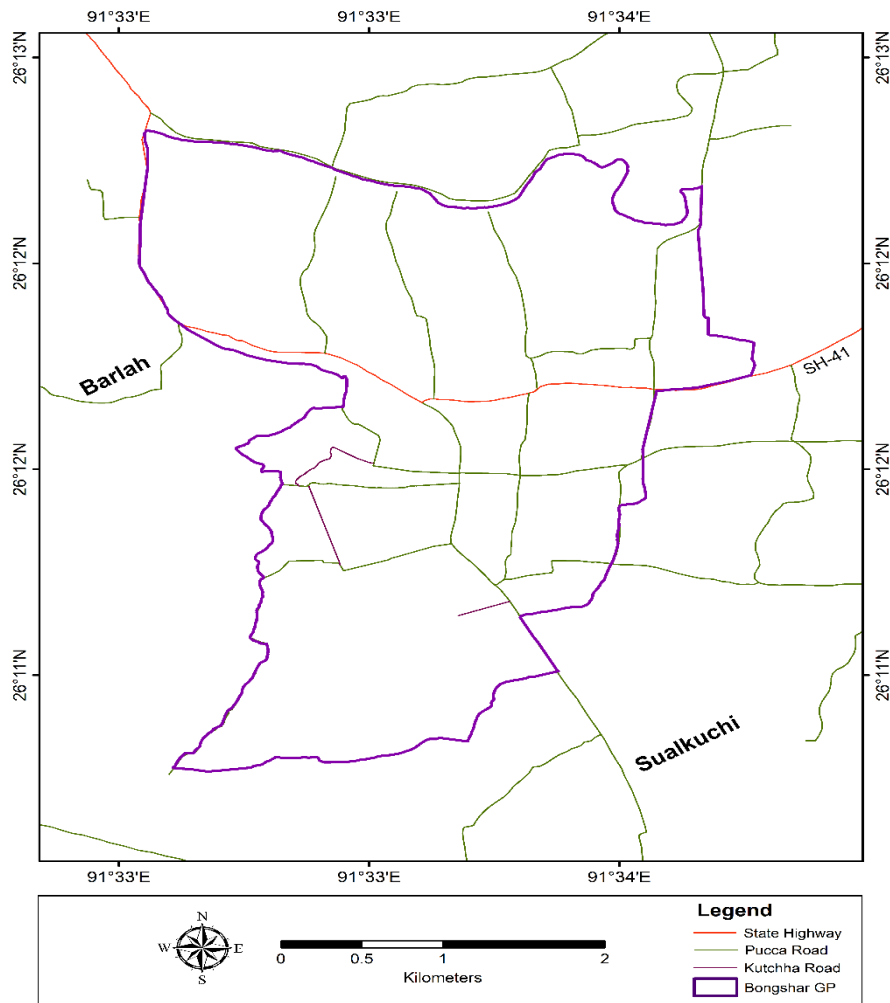 91°33'E 91°33'E 91°34'E
26°13'N 26°13'N
26°12'N 26°12'N
SH-41
Barlah
26°12'N 26°12'N
26°11'N 26°11'N
Sualkuchi
91°33'E 91°33'E 91°34'E
Legend
State Highway
Pucca Road
Kutchha Road
Bongshar GP
N
W E
S
0 0.5 1 2
Kilometers